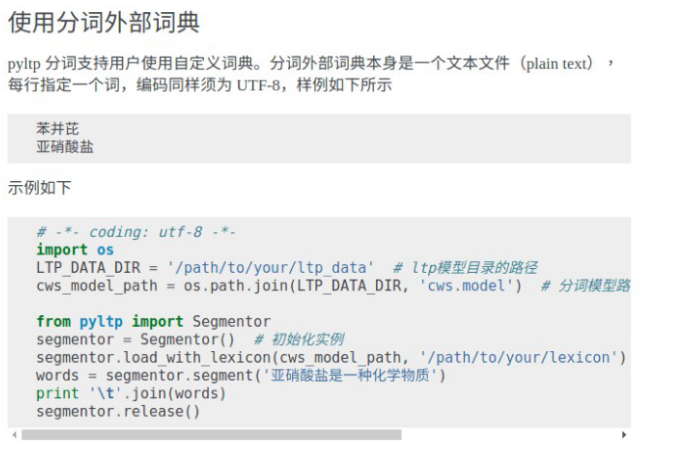 使用分词外部词典
pyltp 分词支持用户使用自定义词典。分词外部词典本身是一个文本文件（plain text），
每行指定一个词，编码同样须为 UTF-8，样例如下所示
苯并芘
亚硝酸盐
示例如下
# -*- coding: utf-8 -*-
import os
LTP_DATA_DIR = '/path/to/your/ltp_data'  # ltp模型目录的路径
cws_model_path = os.path.join(LTP_DATA_DIR, 'cws.model')  # 分词模型路
from pyltp import Segmentor
segmentor = Segmentor()  # 初始化实例
segmentor.load_with_lexicon(cws_model_path, '/path/to/your/lexicon')
words = segmentor.segment('亚硝酸盐是一种化学物质')
print '\t'.join(words)
segmentor.release()